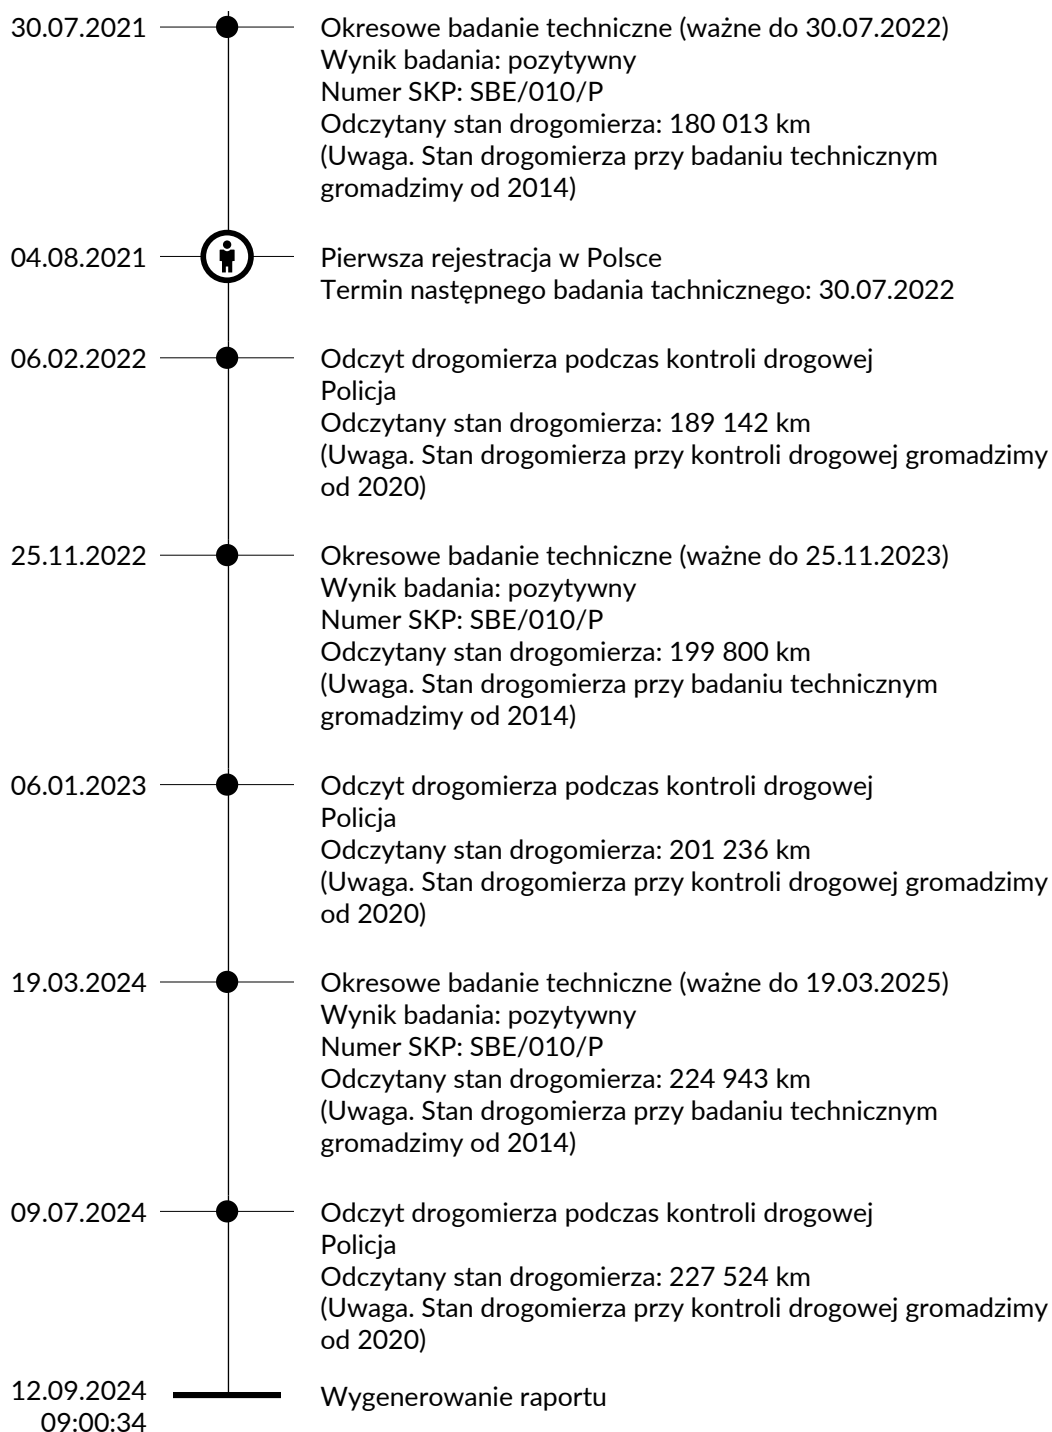 30.07.2021
Okresowe badanie techniczne (ważne do 30.07.2022)
Wynik badania: pozytywny
Numer SKP: SBE/010/P
Odczytany stan drogomierza: 180 013 km
(Uwaga. Stan drogomierza przy badaniu technicznym
gromadzimy od 2014)
04.08.2021
Pierwsza rejestracja w Polsce
Termin następnego badania tachnicznego: 30.07.2022
06.02.2022
Odczyt drogomierza podczas kontroli drogowej
Policja
Odczytany stan drogomierza: 189 142 km
(Uwaga. Stan drogomierza przy kontroli drogowej gromadzimy
od 2020)
25.11.2022
Okresowe badanie techniczne (ważne do 25.11.2023)
Wynik badania: pozytywny
Numer SKP: SBE/010/P
Odczytany stan drogomierza: 199 800 km
(Uwaga. Stan drogomierza przy badaniu technicznym
gromadzimy od 2014)
06.01.2023
Odczyt drogomierza podczas kontroli drogowej
Policja
Odczytany stan drogomierza: 201 236 km
(Uwaga. Stan drogomierza przy kontroli drogowej gromadzimy
od 2020)
19.03.2024
Okresowe badanie techniczne (ważne do 19.03.2025)
Wynik badania: pozytywny
Numer SKP: SBE/010/P
Odczytany stan drogomierza: 224 943 km
(Uwaga. Stan drogomierza przy badaniu technicznym
gromadzimy od 2014)
09.07.2024
Odczyt drogomierza podczas kontroli drogowej
Policja
Odczytany stan drogomierza: 227 524 km
(Uwaga. Stan drogomierza przy kontroli drogowej gromadzimy
od 2020)
12.09.2024
09:00:34
Wygenerowanie raportu